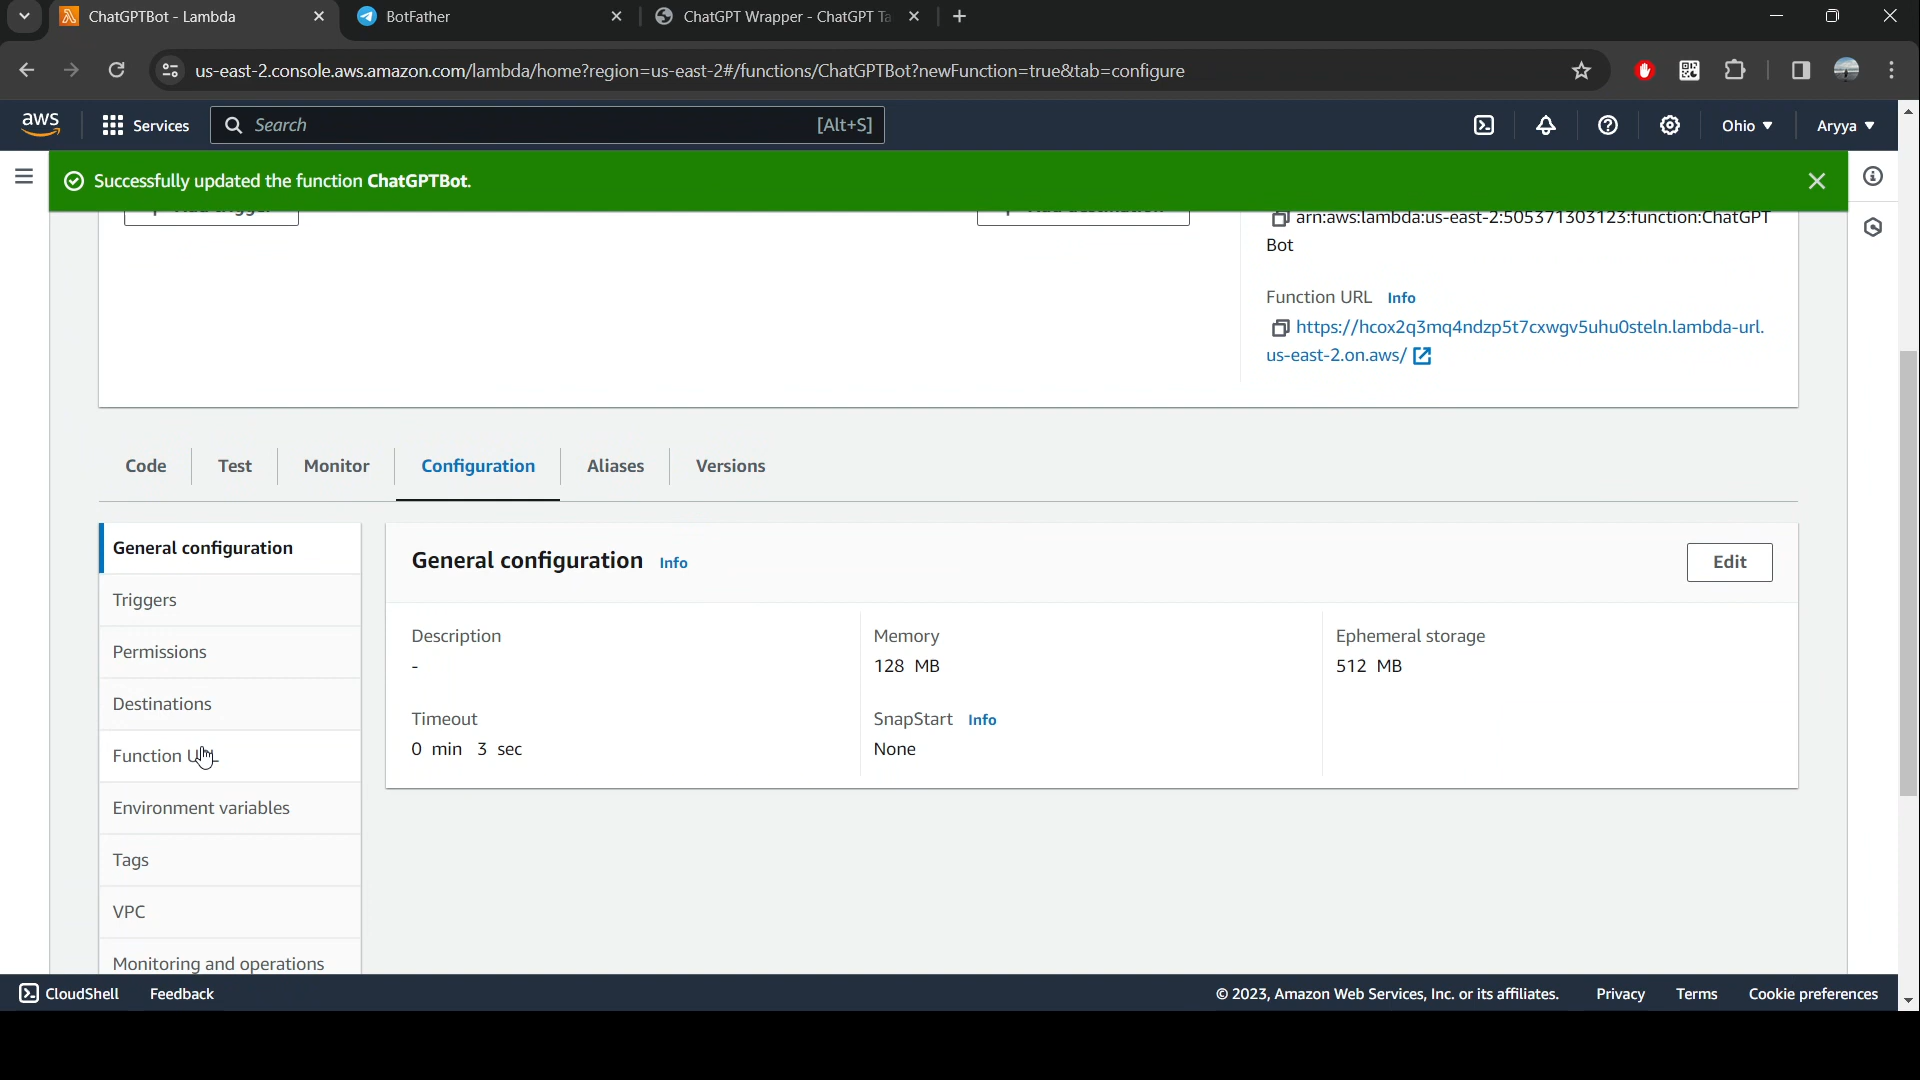 ChatGPTBot - Lambda
BotFather
ChatGPT Wrapper - ChatGPT Ta
us-east-2.console.aws.amazon.com/lambda/home?region=us-east-2#/functions/ChatGPTBot?newFunction=true&tab=configure
aws
Services
Search
[Alt+S]
Ohio
Aryya
Successfully updated the function ChatGPTBot.
arn:aws:lambda:us-east-2:505371303123:function:ChatGPT
Bot
Function URL Info
https://hcox2q3mq4ndzp5t7cxwgv5uhu0steln.lambda-url.
us-east-2.on.aws/
Code
Test
Monitor
Configuration
Aliases
Versions
General configuration
Triggers
Permissions
Destinations
Function URL
Environment variables
Tags
VPC
Monitoring and operations
General configuration Info
Edit
Description
-
Memory
128 MB
Ephemeral storage
512 MB
Timeout
0 min 3 sec
SnapStart Info
None
CloudShell
Feedback
© 2023, Amazon Web Services, Inc. or its affiliates.
Privacy
Terms
Cookie preferences